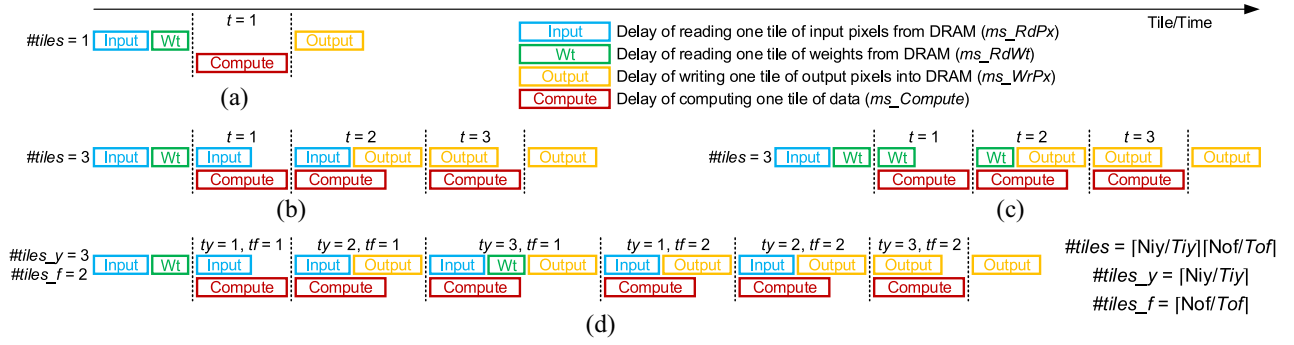 Tile/Time
t = 1
#tiles = 1 Input Wt Output
Compute
(a)
Input Delay of reading one tile of input pixels from DRAM (ms_RdPx)
Wt Delay of reading one tile of weights from DRAM (ms_RdWt)
Output Delay of writing one tile of output pixels into DRAM (ms_WrPx)
Compute Delay of computing one tile of data (ms_Compute)
t = 1 t = 2 t = 3
#tiles = 3 Input Wt Input Input Output Output Output
Compute Compute Compute
(b)
t = 1 t = 2 t = 3
#tiles = 3 Input Wt Wt Wt Output Output Output
Compute Compute Compute
(c)
ty = 1, tf = 1 ty = 2, tf = 1 ty = 3, tf = 1 ty = 1, tf = 2 ty = 2, tf = 2 ty = 3, tf = 2
#tiles_y = 3
#tiles_f = 2
Input Wt Input Input Output Input Wt Output Input Output Input Output Output Output
Compute Compute Compute Compute Compute Compute
(d)
#tiles = ⌈Niy/Tiy⌉⌈Nof/Tof⌉
#tiles_y = ⌈Niy/Tiy⌉
#tiles_f = ⌈Nof/Tof⌉